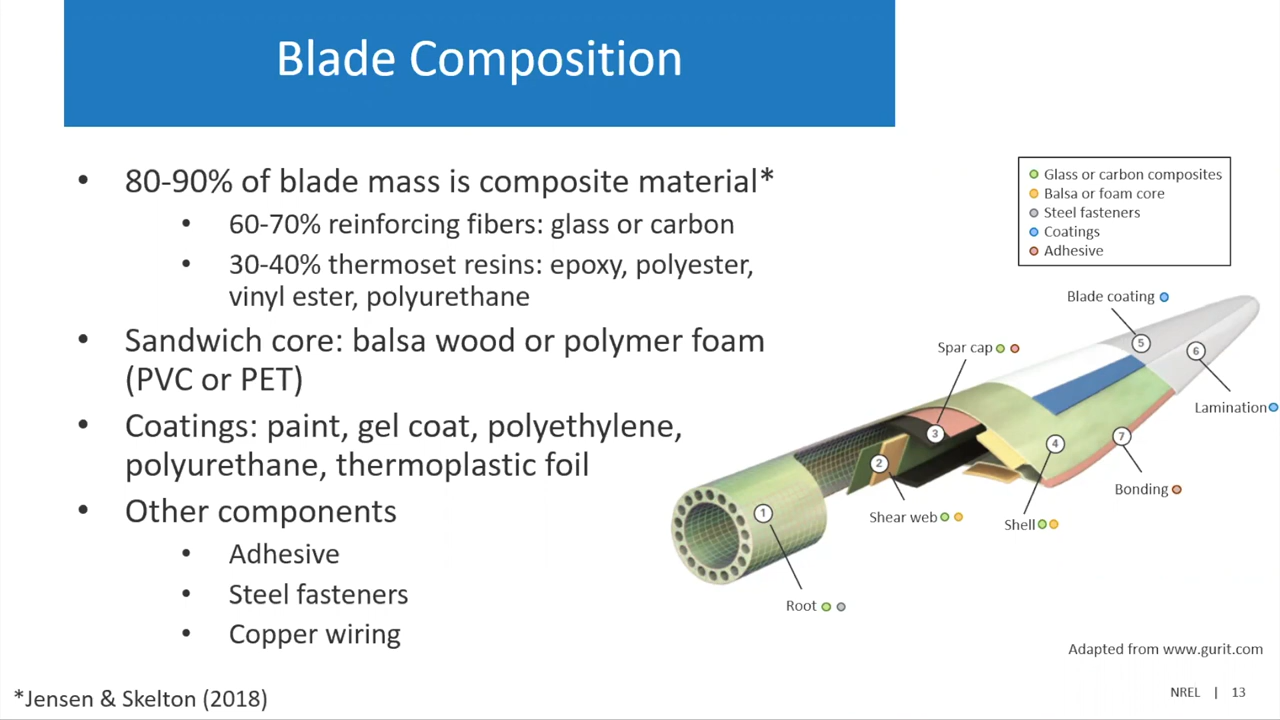 Blade Composition
• 80-90% of blade mass is composite material*
• 60-70% reinforcing fibers: glass or carbon
• 30-40% thermoset resins: epoxy, polyester,
vinyl ester, polyurethane
• Sandwich core: balsa wood or polymer foam
(PVC or PET)
• Coatings: paint, gel coat, polyethylene,
polyurethane, thermoplastic foil
• Other components
• Adhesive
• Steel fasteners
• Copper wiring
*Jensen & Skelton (2018)
Glass or carbon composites
Balsa or foam core
Steel fasteners
Coatings
Adhesive
Blade coating
5
6
Spar cap
Lamination
3
4
7
2
Bonding
1
Shear web
Shell
Root
Adapted from www.gurit.com
NREL | 13